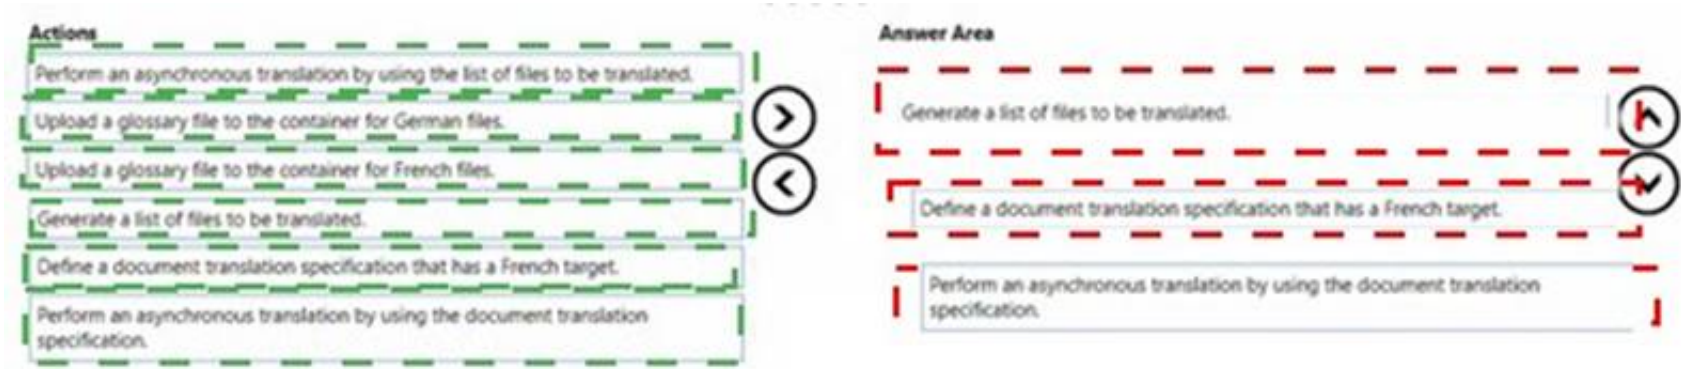 Actions
Perform an asynchronous translation by using the list of files to be translated.
Upload a glossary file to the container for German files.
Upload a glossary file to the container for French files.
Generate a list of files to be translated.
Define a document translation specification that has a French target.
Perform an asynchronous translation by using the document translation
specification.
Answer Area
Generate a list of files to be translated.
Define a document translation specification that has a French target.
Perform an asynchronous translation by using the document translation
specification.